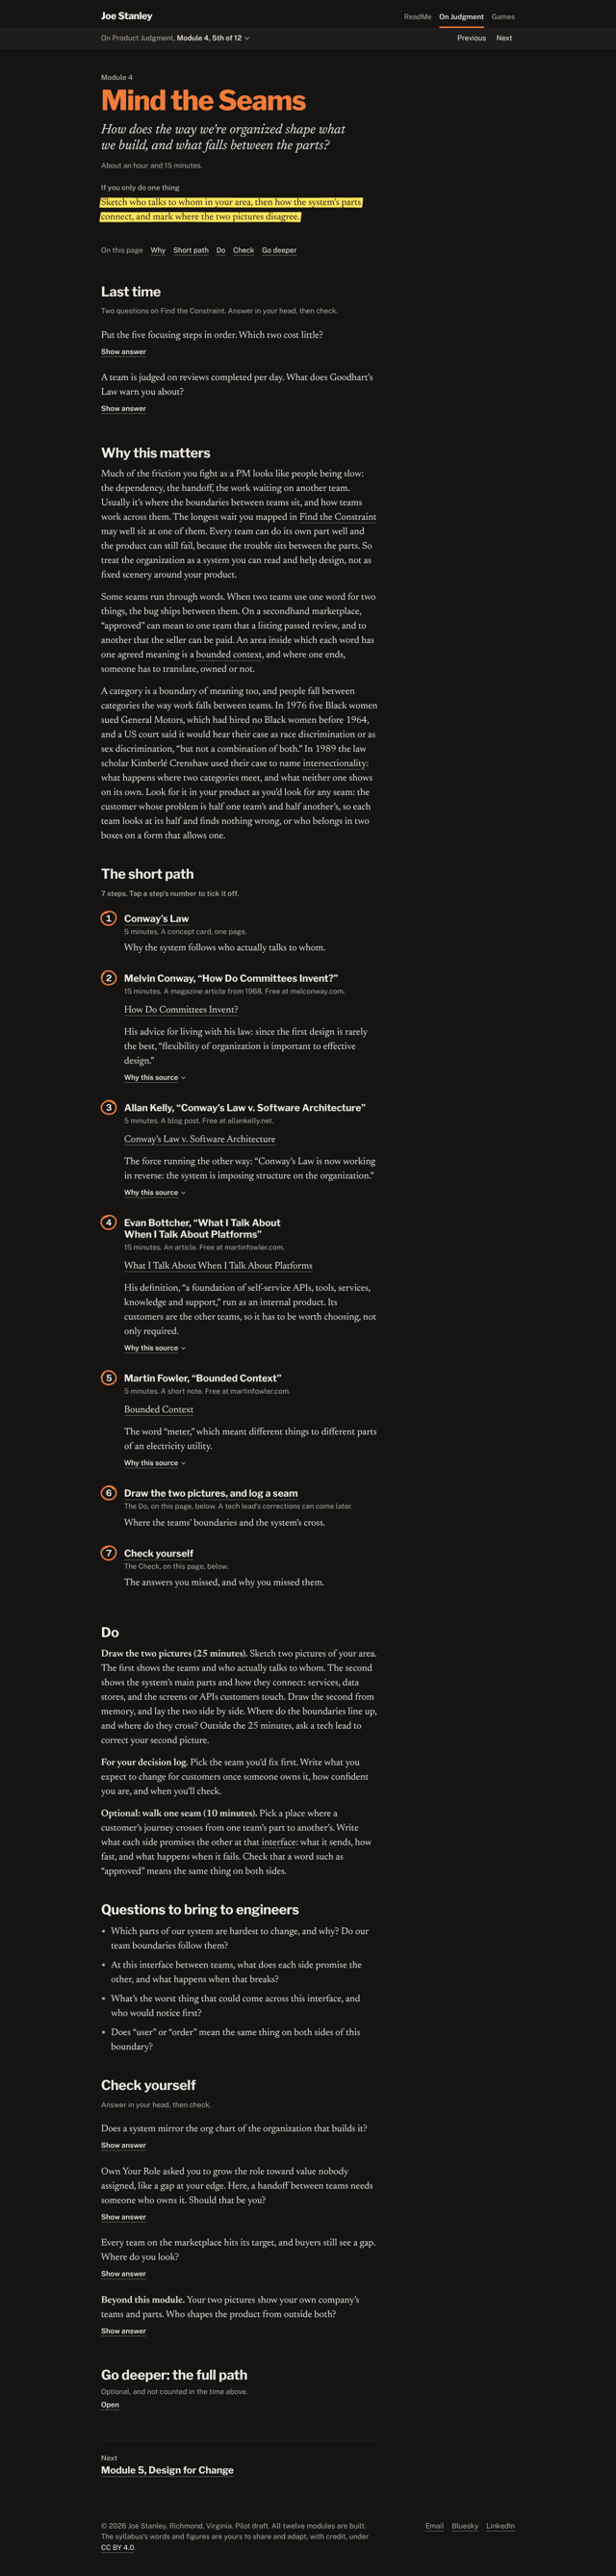 Joe Stanley
ReadMe On Judgment Games
On Product Judgment, Module 4, 5th of 12
Previous Next
Module 4
Mind the Seams
How does the way we're organized shape what
we build, and what falls between the parts?
About an hour and 15 minutes.
If you only do one thing
Sketch who talks to whom in your area, then how the system's parts
connect, and mark where the two pictures disagree.
On this page Why Short path Do Check Go deeper
Last time
Two questions on Find the Constraint. Answer in your head, then check.
Put the five focusing steps in order. Which two cost little?
Show answer
A team is judged on reviews completed per day. What does Goodhart's
Law warn you about?
Show answer
Why this matters
Much of the friction you fight as a PM looks like people being slow:
the dependency, the handoff, the work waiting on another team.
Usually it's where the boundaries between teams sit, and how teams
work across them. The longest wait you mapped in Find the Constraint
may well sit at one of them. Every team can do its own part well and
the product can still fail, because the trouble sits between the parts. So
treat the organization as a system you can read and help design, not as
fixed scenery around your product.
Some seams run through words. When two teams use one word for two
things, the bug ships between them. On a secondhand marketplace,
“approved” can mean to one team that a listing passed review, and to
another that the seller can be paid. An area inside which each word has
one agreed meaning is a bounded context, and where one ends,
someone has to translate, owned or not.
A category is a boundary of meaning too, and people fall between
categories the way work falls between teams. In 1976 five Black women
sued General Motors, which had hired no Black women before 1964,
and a US court said it would hear their case as race discrimination or as
sex discrimination, “but not a combination of both.” In 1989 the law
scholar Kimberlé Crenshaw used their case to name intersectionality:
what happens where two categories meet, and what neither one shows
on its own. Look for it in your product as you'd look for any seam: the
customer whose problem is half one team's and half another's, so each
team looks at its half and finds nothing wrong, or who belongs in two
boxes on a form that allows one.
The short path
7 steps. Tap a step's number to tick it off.
1 Conway's Law
5 minutes. A concept card, one page.
Why the system follows who actually talks to whom.
2 Melvin Conway, “How Do Committees Invent?”
15 minutes. A magazine article from 1968. Free at melconway.com.
How Do Committees Invent?
His advice for living with his law: since the first design is rarely
the best, “flexibility of organization is important to effective
design.”
Why this source
3 Allan Kelly, “Conway's Law v. Software Architecture”
5 minutes. A blog post. Free at allankelly.net.
Conway's Law v. Software Architecture
The force running the other way: “Conway's Law is now working
in reverse: the system is imposing structure on the organization.”
Why this source
4 Evan Bottcher, “What I Talk About
When I Talk About Platforms”
15 minutes. An article. Free at martinfowler.com.
What I Talk About When I Talk About Platforms
His definition, “a foundation of self-service APIs, tools, services,
knowledge and support,” run as an internal product. Its
customers are the other teams, so it has to be worth choosing, not
only required.
Why this source
5 Martin Fowler, “Bounded Context”
5 minutes. A short note. Free at martinfowler.com.
Bounded Context
The word “meter,” which meant different things to different parts
of an electricity utility.
Why this source
6 Draw the two pictures, and log a seam
The Do, on this page, below. A tech lead's corrections can come later.
Where the teams' boundaries and the system's cross.
7 Check yourself
The Check, on this page, below.
The answers you missed, and why you missed them.
Do
Draw the two pictures (25 minutes). Sketch two pictures of your area.
The first shows the teams and who actually talks to whom. The second
shows the system's main parts and how they connect: services, data
stores, and the screens or APIs customers touch. Draw the second from
memory, and lay the two side by side. Where do the boundaries line up,
and where do they cross? Outside the 25 minutes, ask a tech lead to
correct your second picture.
For your decision log. Pick the seam you'd fix first. Write what you
expect to change for customers once someone owns it, how confident
you are, and when you'll check.
Optional: walk one seam (10 minutes). Pick a place where a
customer's journey crosses from one team's part to another's. Write
what each side promises the other at that interface: what it sends, how
fast, and what happens when it fails. Check that a word such as
“approved” means the same thing on both sides.
Questions to bring to engineers
• Which parts of our system are hardest to change, and why? Do our
team boundaries follow them?
• At this interface between teams, what does each side promise the
other, and what happens when that breaks?
• What's the worst thing that could come across this interface, and
who would notice first?
• Does “user” or “order” mean the same thing on both sides of this
boundary?
Check yourself
Answer in your head, then check.
Does a system mirror the org chart of the organization that builds it?
Show answer
Own Your Role asked you to grow the role toward value nobody
assigned, like a gap at your edge. Here, a handoff between teams needs
someone who owns it. Should that be you?
Show answer
Every team on the marketplace hits its target, and buyers still see a gap.
Where do you look?
Show answer
Beyond this module. Your two pictures show your own company's
teams and parts. Who shapes the product from outside both?
Show answer
Go deeper: the full path
Optional, and not counted in the time above.
Open
Next
Module 5, Design for Change
© 2026 Joe Stanley, Richmond, Virginia. Pilot draft. All twelve modules are built.
The syllabus's words and figures are yours to share and adapt, with credit, under
CC BY 4.0.
Email Bluesky LinkedIn